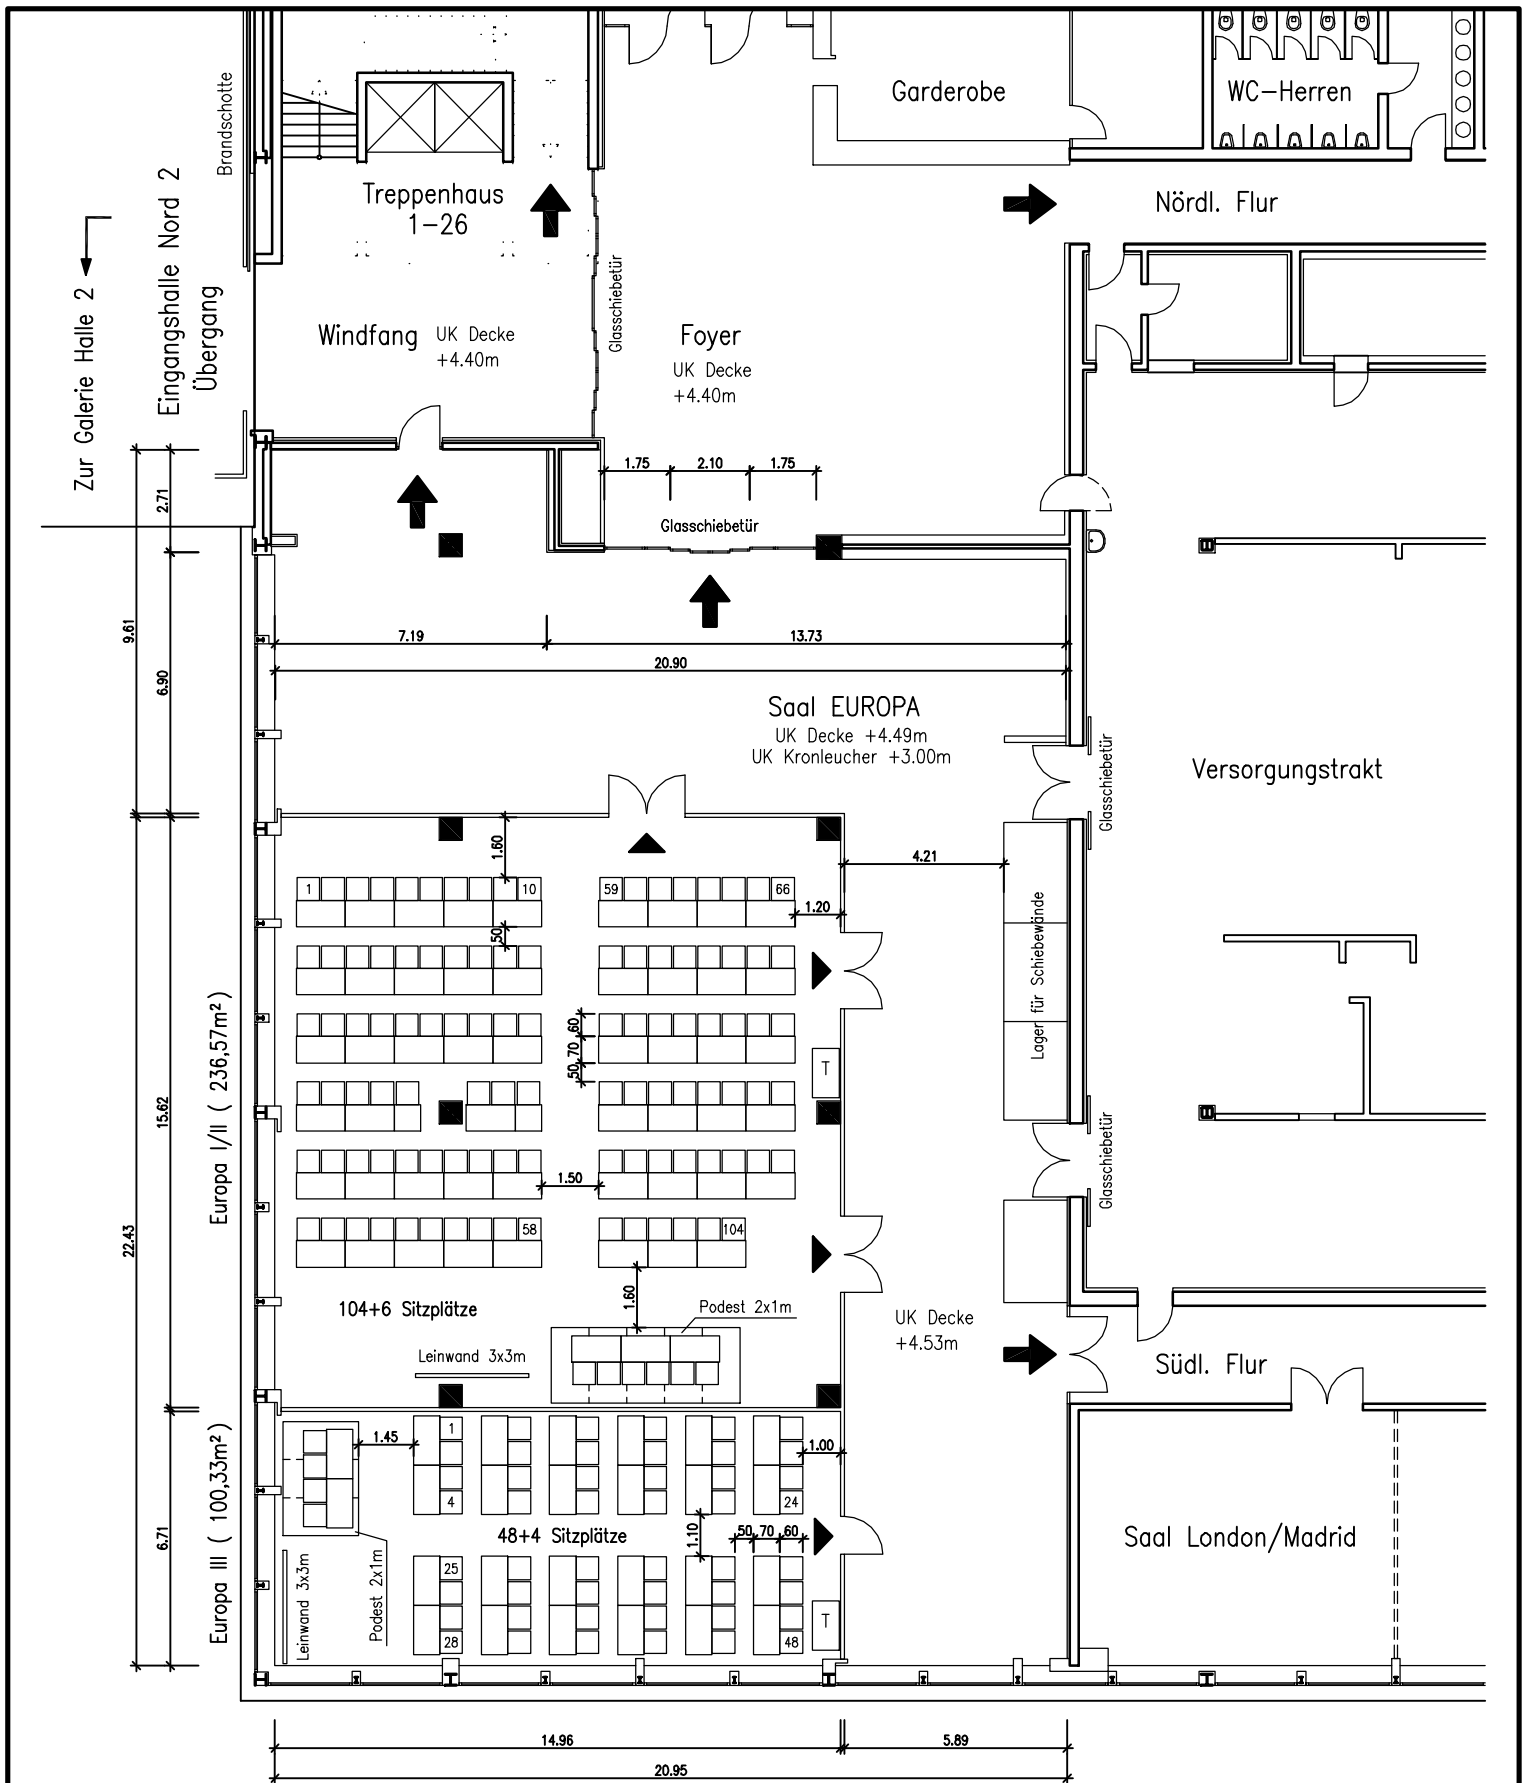 Brandschotte
Garderobe
WC-Herren
Treppenhaus
1-26
Nördl. Flur
Zur Galerie Halle 2
Eingangshalle Nord 2
Übergang
Windfang
UK Decke
+4.40m
Glasschiebetür
Foyer
UK Decke
+4.40m
1.75
2.10
1.75
Glasschiebetür
2.71
9.61
6.90
7.19
13.73
20.90
Saal EUROPA
UK Decke +4.49m
UK Kronleucher +3.00m
Glasschiebetür
Versorgungstrakt
1.60
4.21
1
10
59
66
1.20
50
Lager für Schiebewände
60
70
50
T
Europa I/II ( 236,57m²)
15.62
22.43
Glasschiebetür
1.50
58
104
1.60
104+6 Sitzplätze
Podest 2x1m
Leinwand 3x3m
UK Decke
+4.53m
Südl. Flur
Europa III ( 100,33m²)
6.71
1.45
1
4
1.00
24
48+4 Sitzplätze
1.10
50
70
60
Saal London/Madrid
Leinwand 3x3m
Podest 2x1m
25
28
T
48
14.96
5.89
20.95